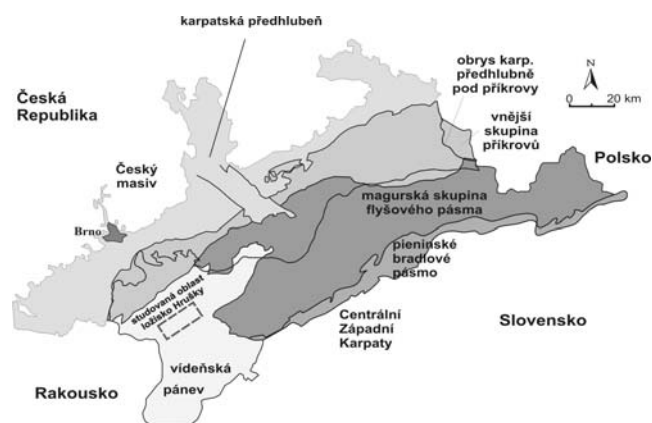 karpatská předhlubeň
obrys karp.
předhlubně
pod příkrovy
N
0 20 km
Česká
Republika
vnější
skupina
příkrovů
Polsko
Český
masiv
magurská skupina
flyšového pásma
Brno
pieninské
bradlové
pásmo
studovaná oblast
ložisko Hrušky
Centrální
Západní
Karpaty
Slovensko
Rakousko
vídeňská
pánev